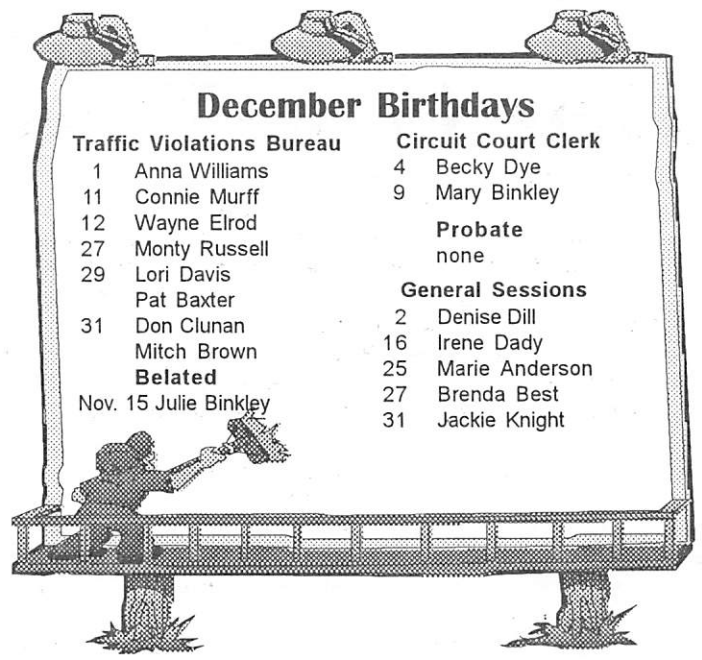 December Birthdays
Traffic Violations Bureau
1 Anna Williams
11 Connie Murff
12 Wayne Elrod
27 Monty Russell
29 Lori Davis
Pat Baxter
31 Don Clunan
Mitch Brown
Belated
Nov. 15 Julie Binkley
Circuit Court Clerk
4 Becky Dye
9 Mary Binkley
Probate
none
General Sessions
2 Denise Dill
16 Irene Dady
25 Marie Anderson
27 Brenda Best
31 Jackie Knight